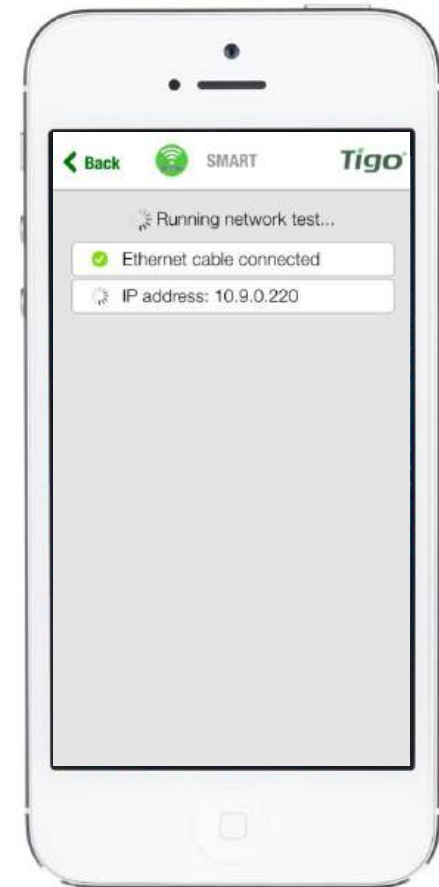 Back
SMART
Tigo
Running network test...
Ethernet cable connected
IP address: 10.9.0.220